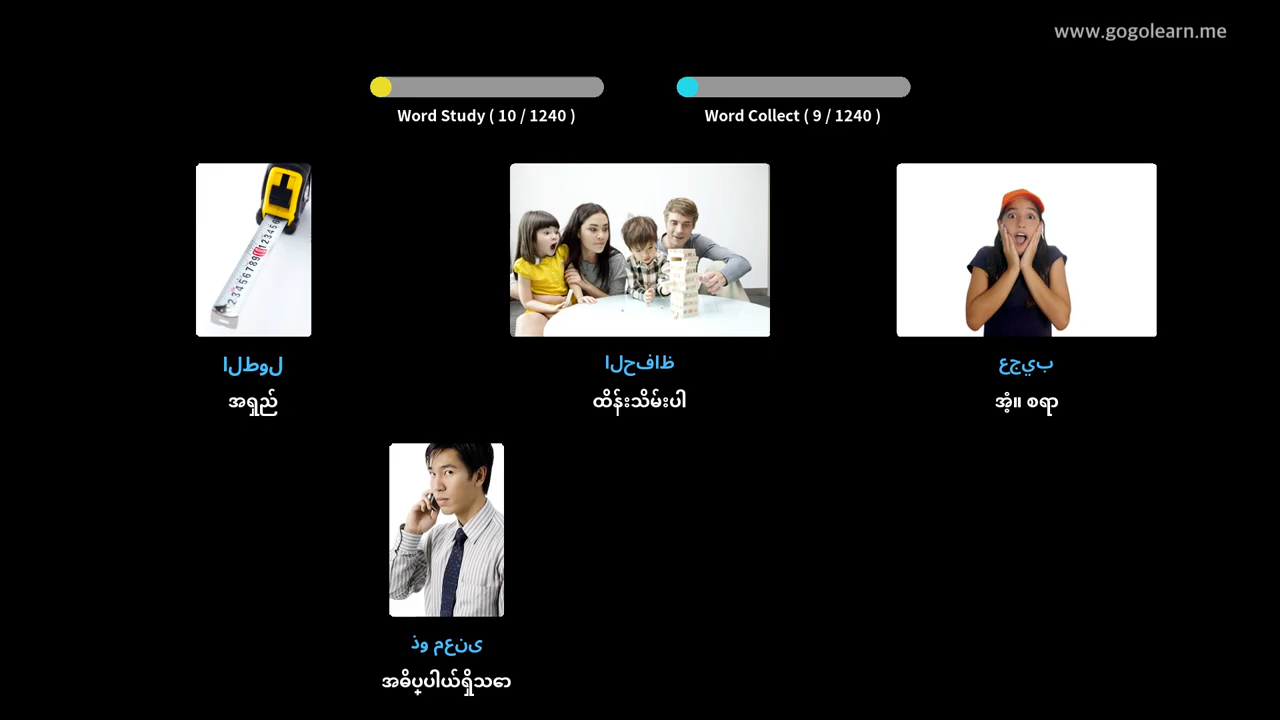 www.gogolearn.me
Word Study ( 10 / 1240 )
Word Collect ( 9 / 1240 )
الطول
အရှည်
الحفاظ
ထိန်းသိမ်းပါ
عجيب
အံ့။ စရာ
ذو معنى
အဓိပ္ပါယ်ရှိသော